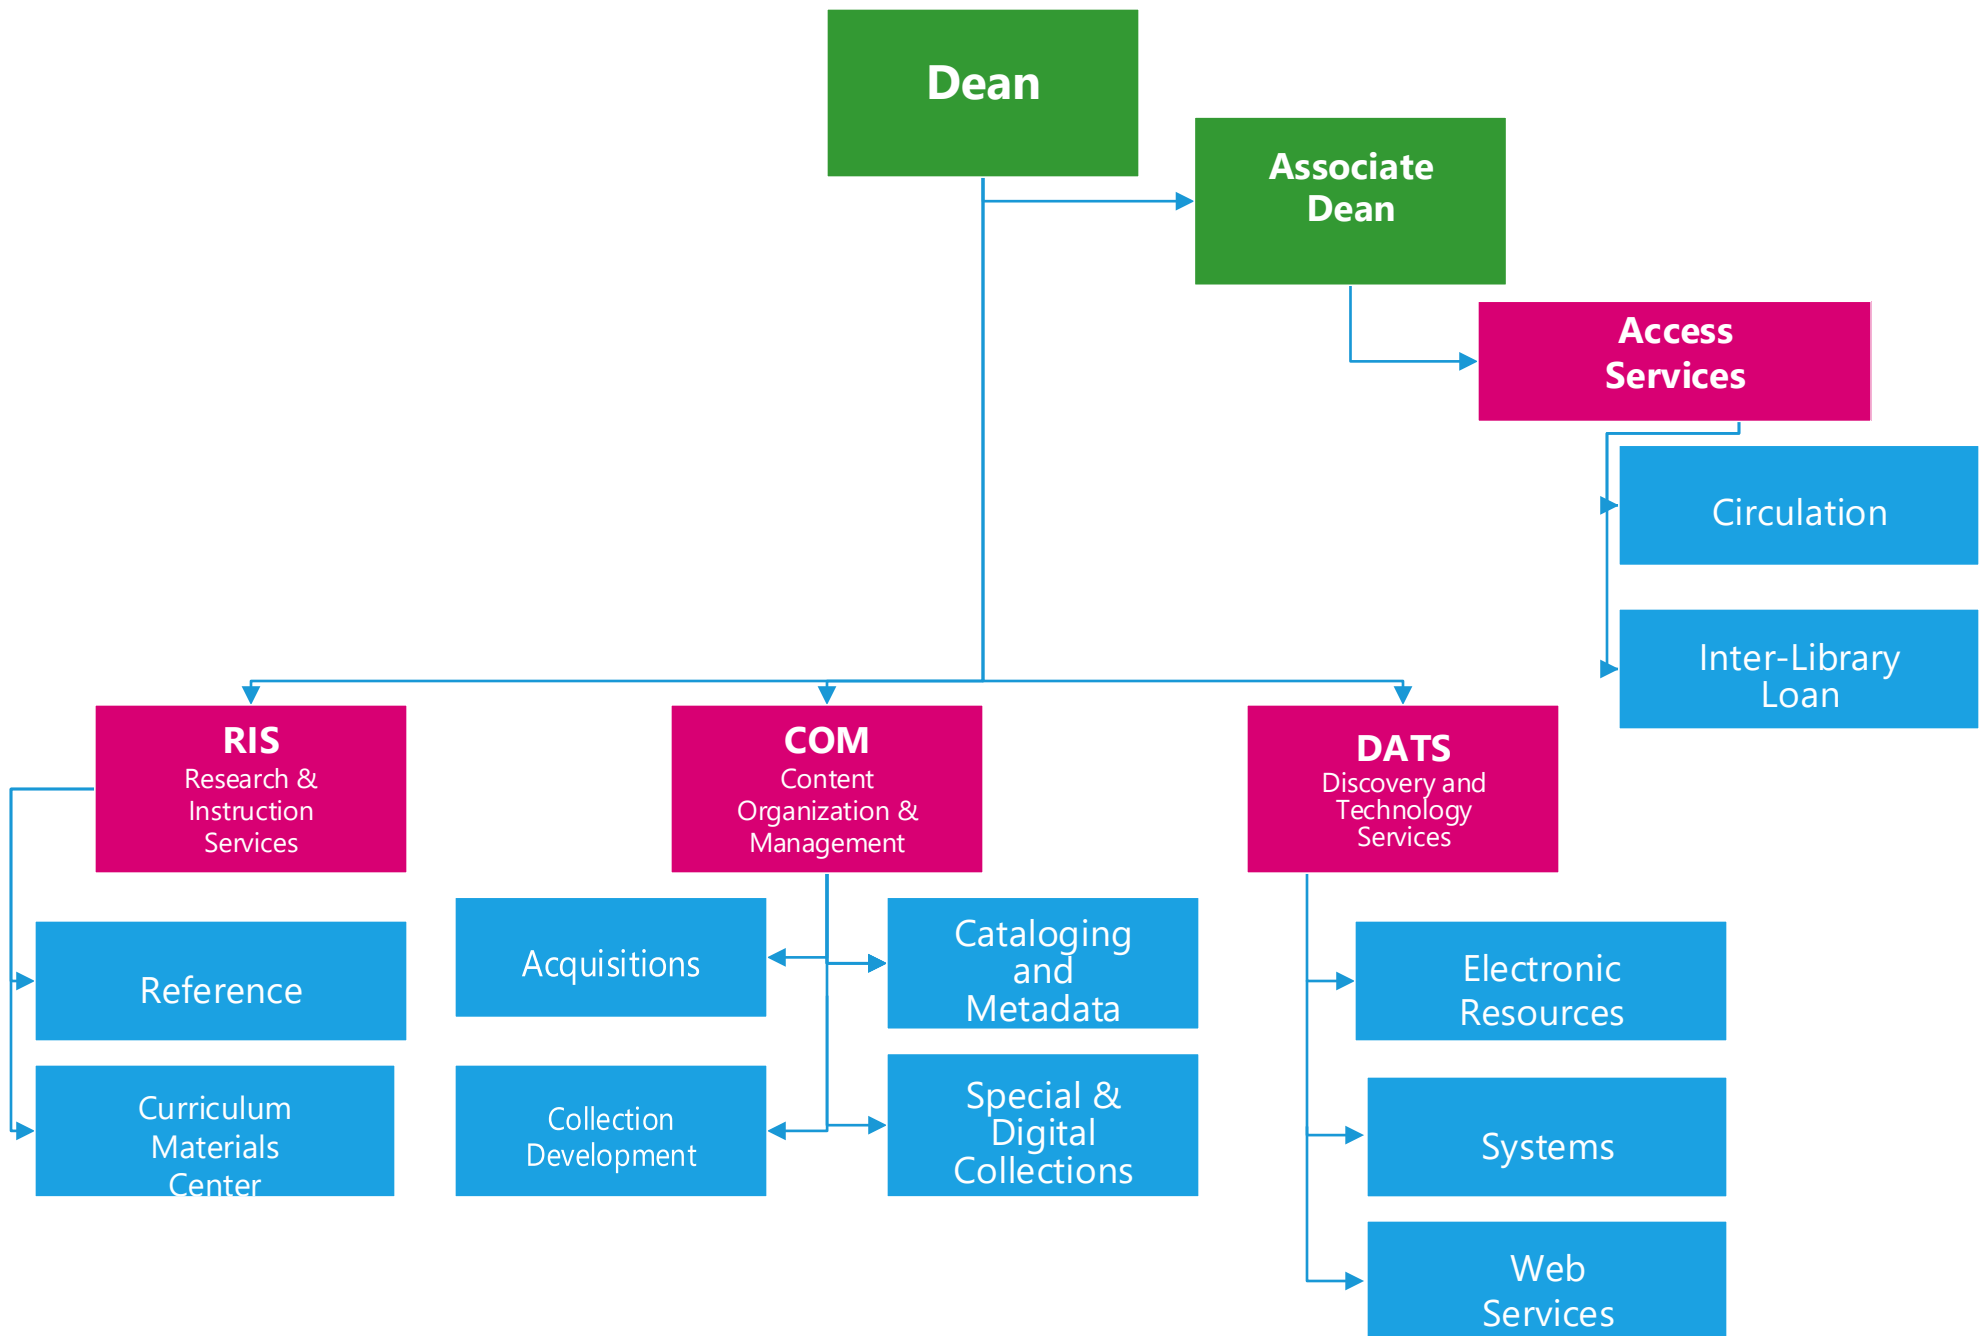 Dean
Associate
Dean
Access
Services
Circulation
Inter-Library
Loan
RIS
Research &
Instruction
Services
COM
Content
Organization &
Management
DATS
Discovery and
Technology
Services
Reference
Curriculum
Materials
Center
Acquisitions
Collection
Development
Cataloging
and
Metadata
Special &
Digital
Collections
Electronic
Resources
Systems
Web
Services